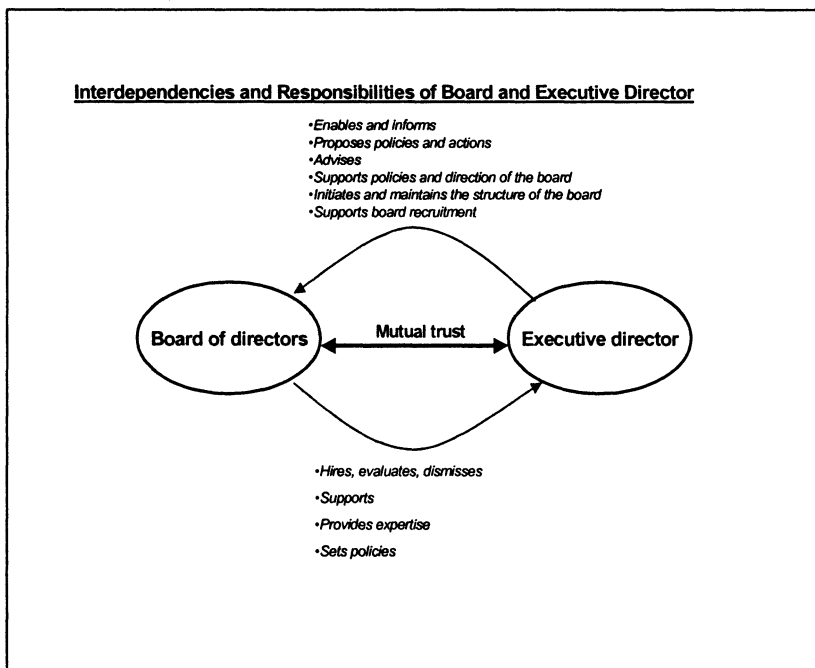 Interdependencies and Responsibilities of Board and Executive Director
•Enables and informs
•Proposes policies and actions
•Advises
•Supports policies and direction of the board
•Initiates and maintains the structure of the board
•Supports board recruitment
Board of directors
Mutual trust
Executive director
•Hires, evaluates, dismisses
•Supports
•Provides expertise
•Sets policies